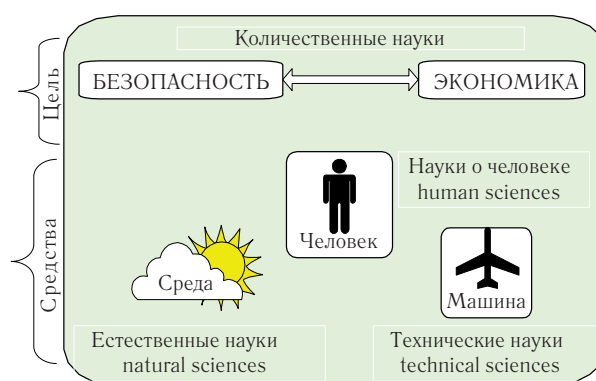 Количественные науки
Цель
БЕЗОПАСНОСТЬ
ЭКОНОМИКА
Средства
Человек
Науки о человеке
human sciences
Среда
Машина
Естественные науки
natural sciences
Технические науки
technical sciences